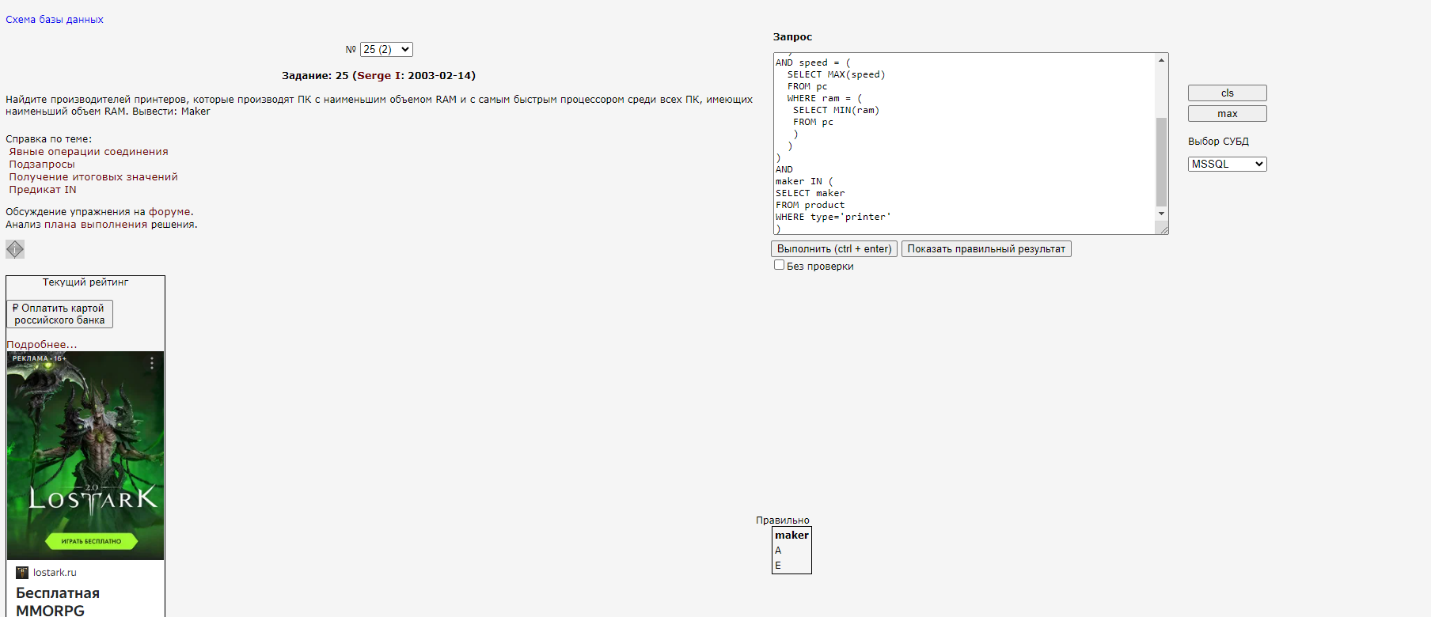 Схема базы данных
№ 25 (2)
Задание: 25 (Serge I: 2003-02-14)
Найдите производителей принтеров, которые производят ПК с наименьшим объемом RAM и с самым быстрым процессором среди всех ПК, имеющих
наименьший объем RAM. Вывести: Maker
Справка по теме:
Явные операции соединения
Подзапросы
Получение итоговых значений
Предикат IN
Обсуждение упражнения на форуме.
Анализ плана выполнения решения.
Текущий рейтинг
₽ Оплатить картой
российского банка
Подробнее...
РЕКЛАМА • 16+
2.0
LOSTARK
ИГРАТЬ БЕСПЛАТНО
lostark.ru
Бесплатная
MMORPG
Запрос
)
AND speed = (
SELECT MAX(speed)
FROM pc
WHERE ram = (
SELECT MIN(ram)
FROM pc
)
)
)
AND
maker IN (
SELECT maker
FROM product
WHERE type='printer'
)
Выполнить (ctrl + enter) Показать правильный результат
Без проверки
cls
max
Выбор СУБД
MSSQL
Правильно
maker
A
E